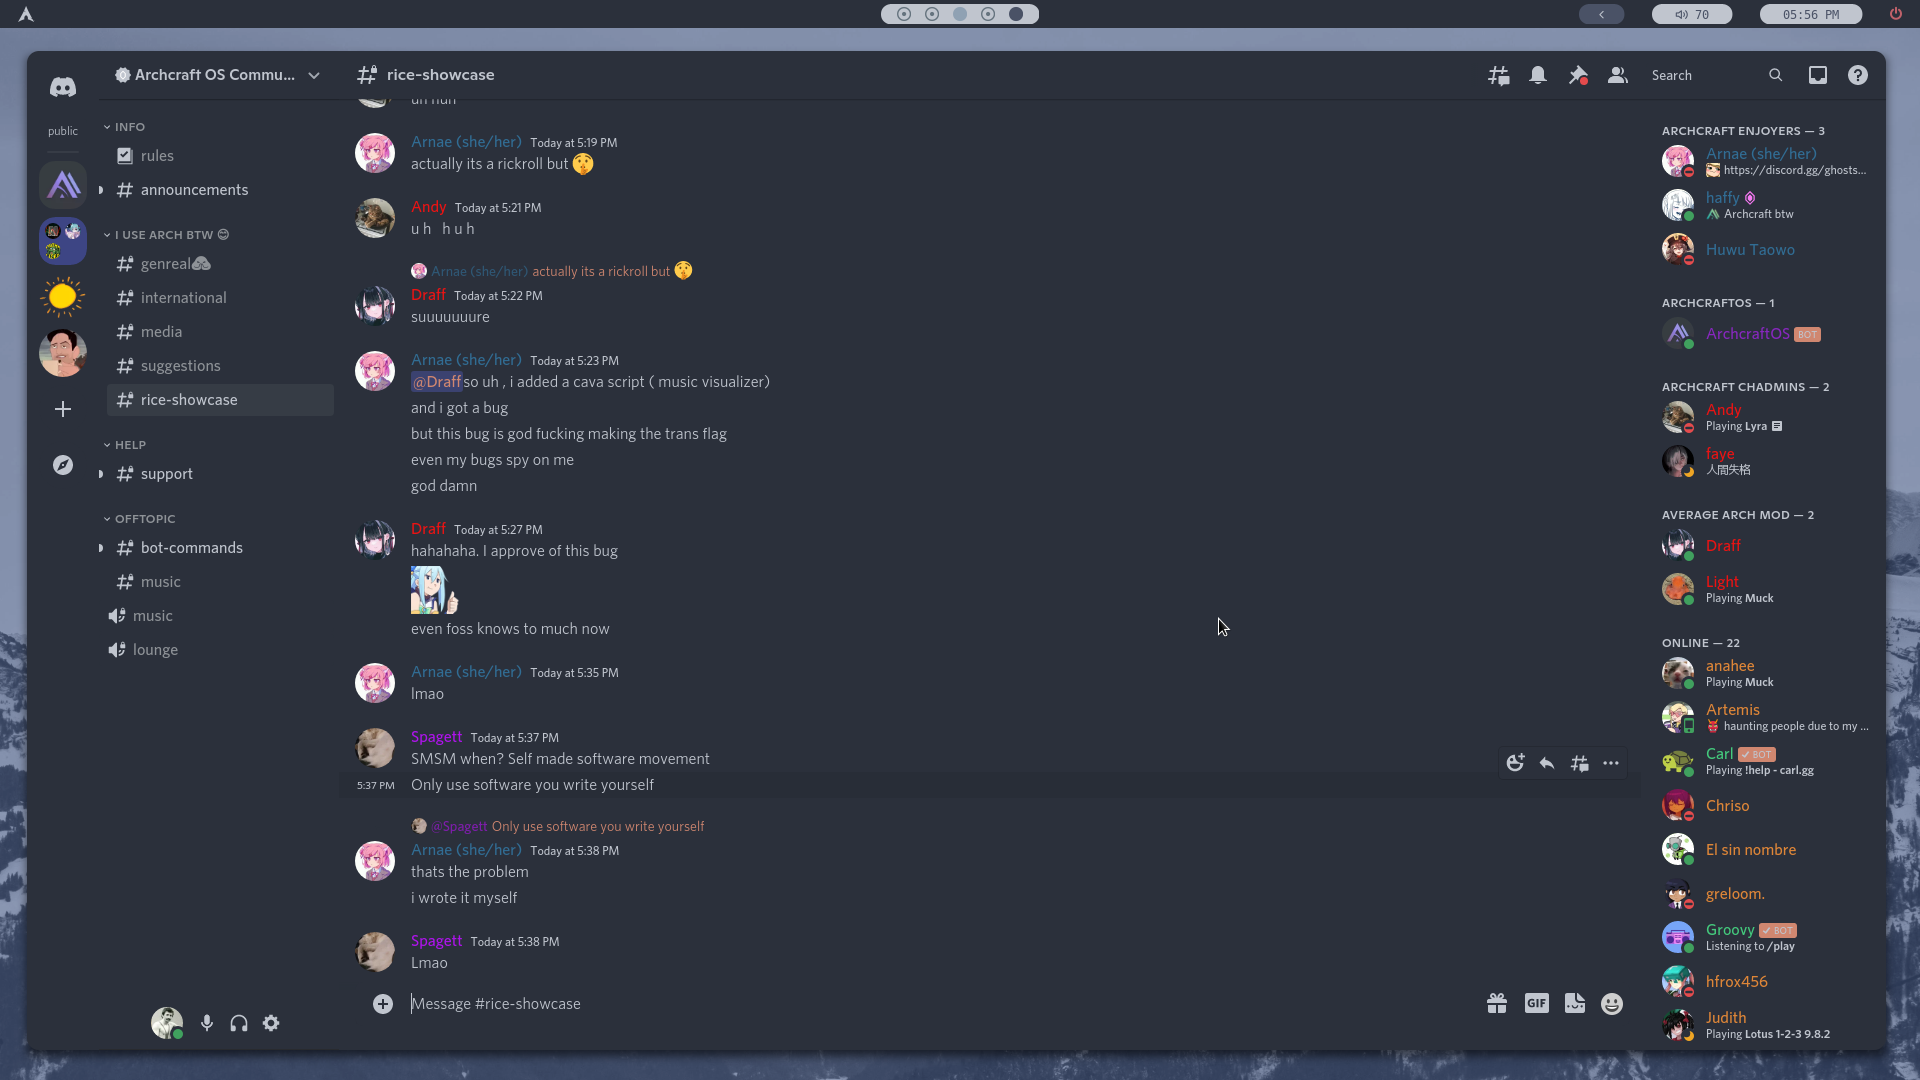 70
05:56 PM
Archcraft OS Commu...
rice-showcase
Search
public
INFO
rules
announcements
I USE ARCH BTW 😊
genreal💩
international
media
suggestions
rice-showcase
HELP
support
OFFTOPIC
bot-commands
music
music
lounge
uh huh
Arnae (she/her) Today at 5:19 PM
actually its a rickroll but 🤫
Andy Today at 5:21 PM
u h   h u h
Arnae (she/her) actually its a rickroll but 🤫
Draff Today at 5:22 PM
suuuuuuure
Arnae (she/her) Today at 5:23 PM
@Draff so uh , i added a cava script ( music visualizer)
and i got a bug
but this bug is god fucking making the trans flag
even my bugs spy on me
god damn
Draff Today at 5:27 PM
hahahaha. I approve of this bug
even foss knows to much now
Arnae (she/her) Today at 5:35 PM
lmao
Spagett Today at 5:37 PM
SMSM when? Self made software movement
5:37 PM Only use software you write yourself
@Spagett Only use software you write yourself
Arnae (she/her) Today at 5:38 PM
thats the problem
i wrote it myself
Spagett Today at 5:38 PM
Lmao
Message #rice-showcase
GIF
ARCHCRAFT ENJOYERS — 3
Arnae (she/her)
https://discord.gg/ghosts...
haffy
Archcraft btw
Huwu Taowo
ARCHCRAFTOS — 1
ArchcraftOS BOT
ARCHCRAFT CHADMINS — 2
Andy
Playing Lyra
faye
人間失格
AVERAGE ARCH MOD — 2
Draff
Light
Playing Muck
ONLINE — 22
anahee
Playing Muck
Artemis
👹 haunting people due to my ...
Carl ✓ BOT
Playing !help - carl.gg
Chriso
El sin nombre
greloom.
Groovy ✓ BOT
Listening to /play
hfrox456
Judith
Playing Lotus 1-2-3 9.8.2